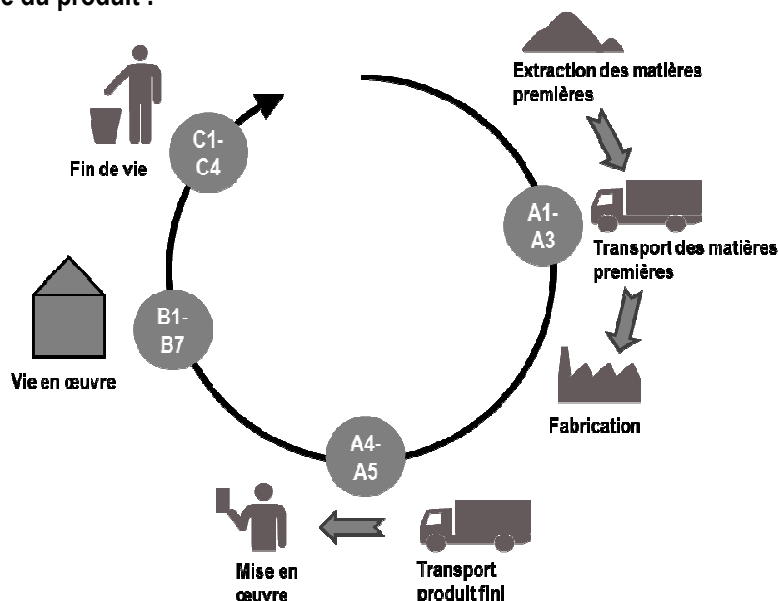 e du produit :
Extraction des matières
premières
A1-
A3
Transport des matières
premières
Fabrication
A4-
A5
Transport
produit fini
Mise en
œuvre
B1-
B7
Vie en œuvre
C1-
C4
Fin de vie